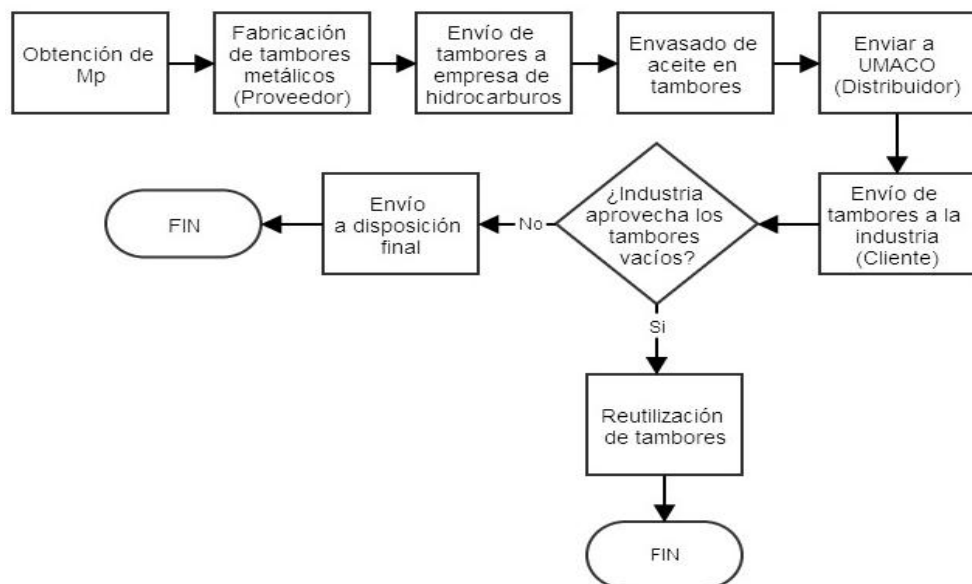 Obtención de
Mp
Fabricación
de tambores
metálicos
(Proveedor)
Envío de
tambores a
empresa de
hidrocarburos
Envasado de
aceite en
tambores
Enviar a
UMACO
(Distribuidor)
Envío de
tambores a la
industria
(Cliente)
¿Industria
aprovecha los
tambores
vacíos?
No
Envío
a disposición
final
FIN
Si
Reutilización
de tambores
FIN